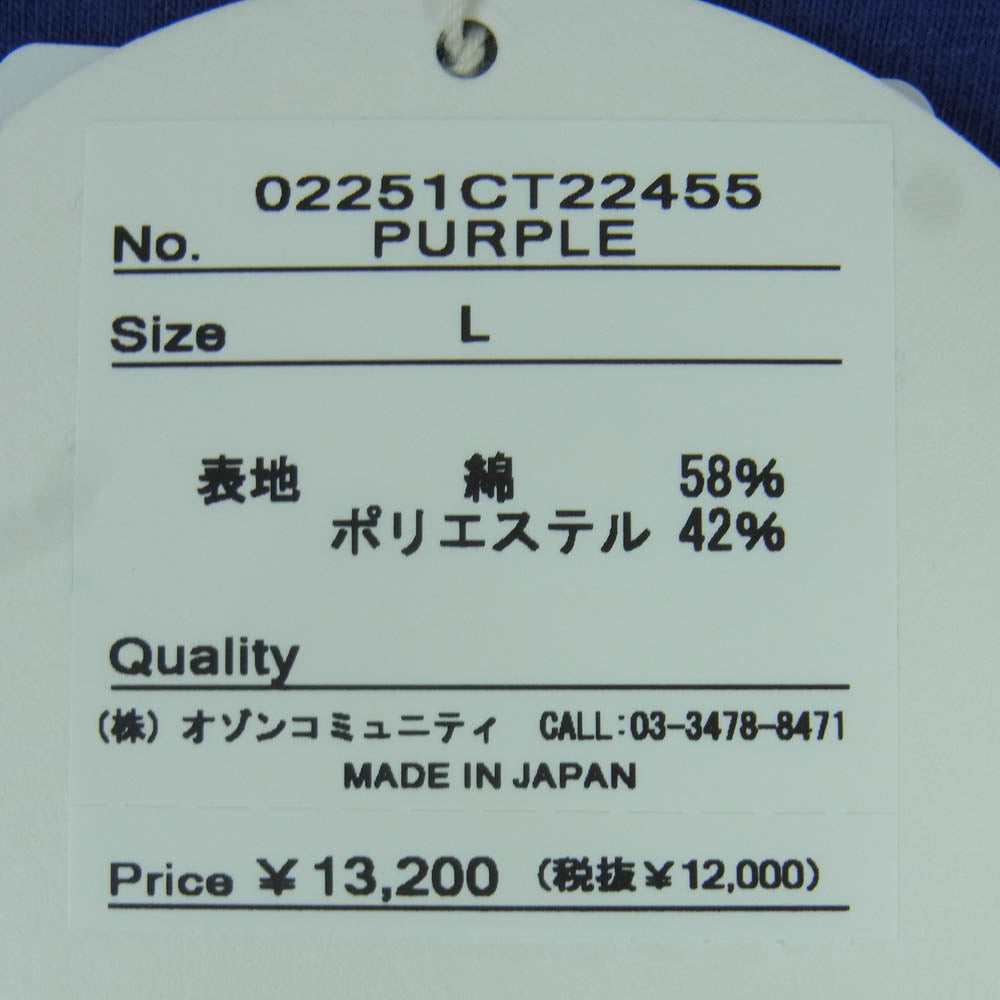 02251CT22455
No. PURPLE
Size L
表地 綿 58%
ポリエステル 42%
Quality
(株) オゾンコミュニティ CALL:03-3478-8471
MADE IN JAPAN
Price ¥13,200 (税抜¥12,000)